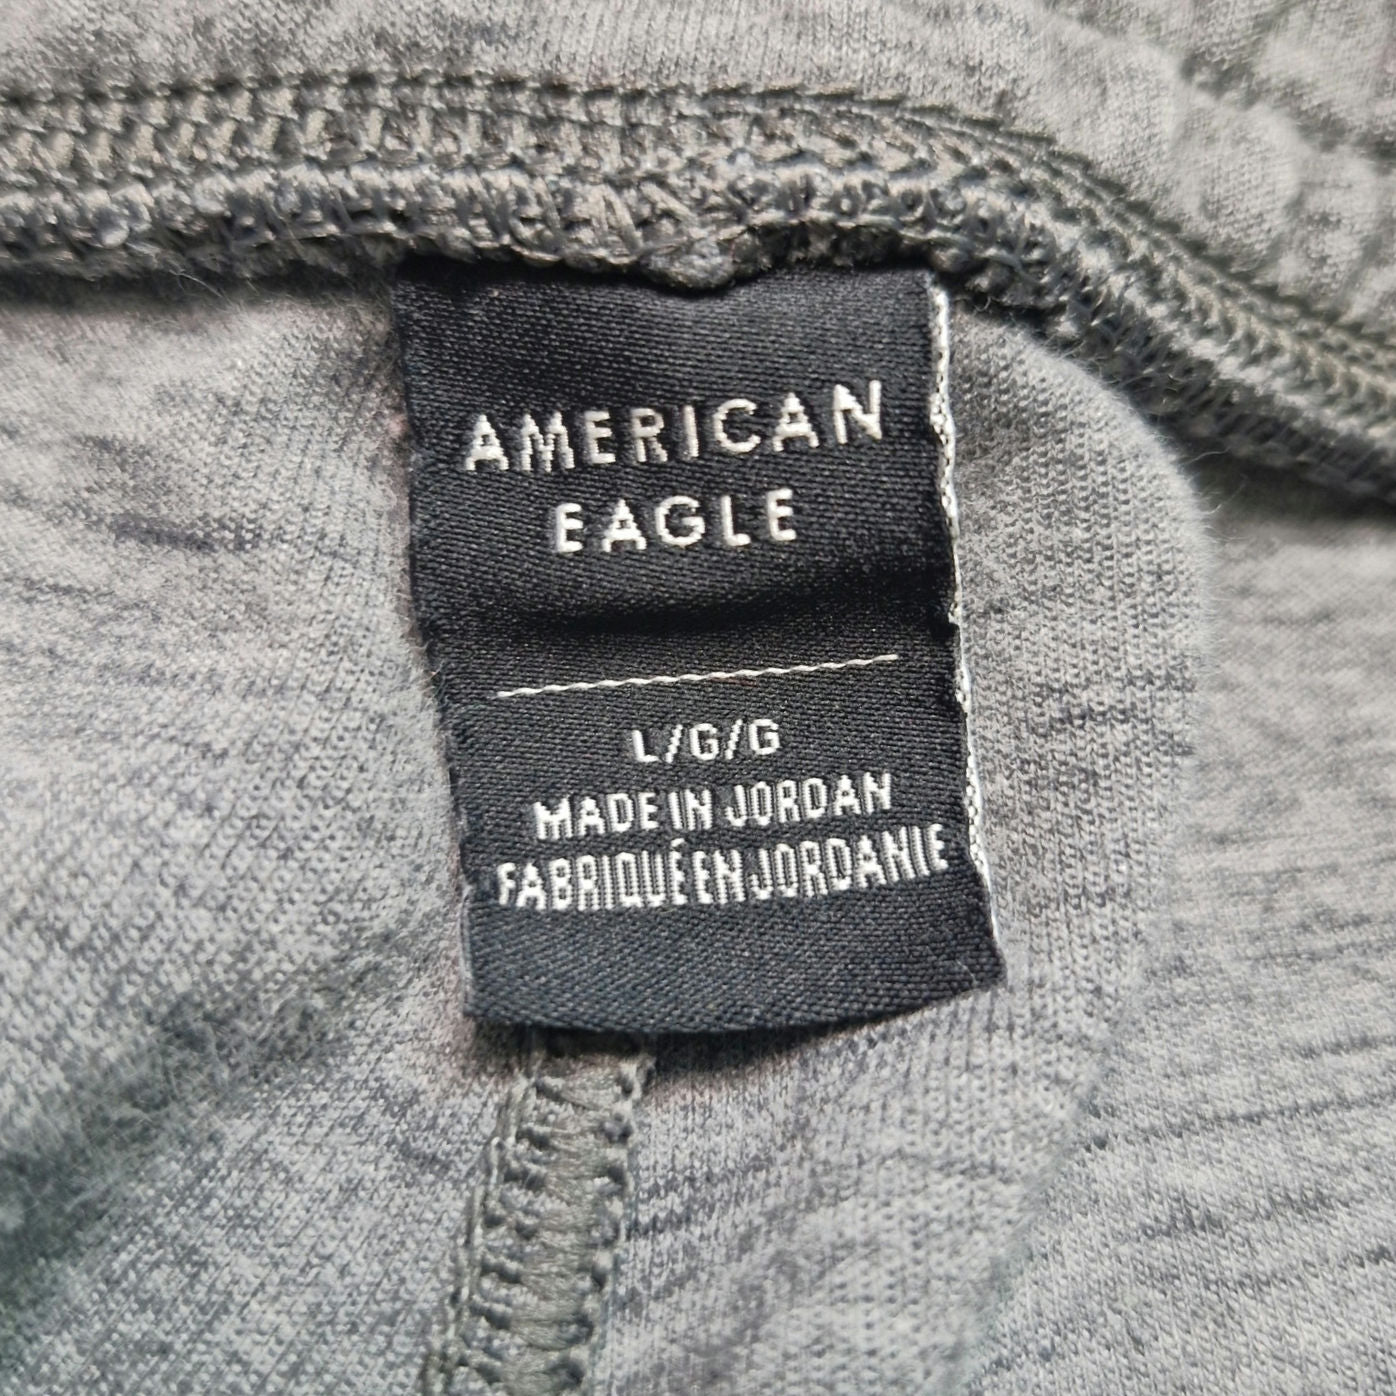 AMERICAN
EAGLE
L/G/G
MADE IN JORDAN
FABRIQUÉ EN JORDANIE